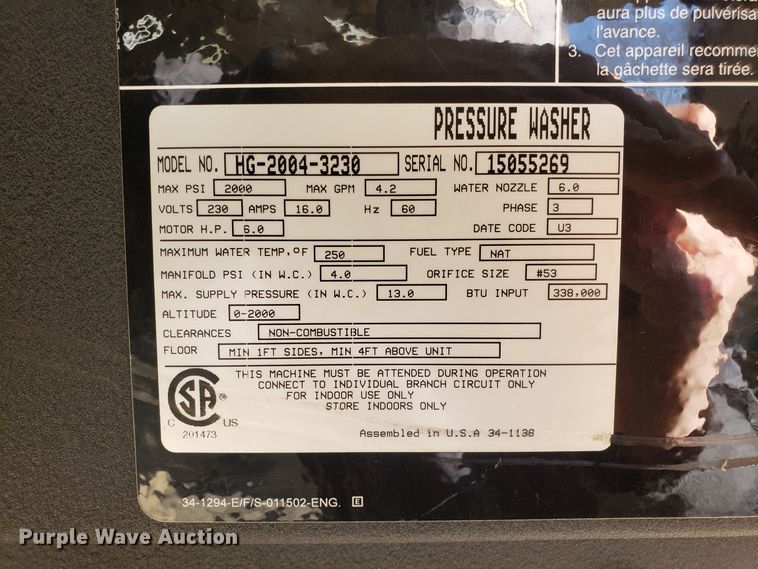 aura plus de pulvérisa
l'avance.
3. Cet appareil recomme
la gâchette sera tirée.
PRESSURE WASHER
MODEL NO. HG-2004-3230 SERIAL NO. 15055269
MAX PSI 2000 MAX GPM 4.2 WATER NOZZLE 6.0
VOLTS 230 AMPS 16.0 Hz 60 PHASE 3
MOTOR H.P. 6.0 DATE CODE U3
MAXIMUM WATER TEMP,°F 250 FUEL TYPE NAT
MANIFOLD PSI (IN W.C.) 4.0 ORIFICE SIZE #53
MAX. SUPPLY PRESSURE (IN W.C.) 13.0 BTU INPUT 338,000
ALTITUDE 0-2000
CLEARANCES NON-COMBUSTIBLE
FLOOR MIN 1FT SIDES, MIN 4FT ABOVE UNIT
THIS MACHINE MUST BE ATTENDED DURING OPERATION
CONNECT TO INDIVIDUAL BRANCH CIRCUIT ONLY
FOR INDOOR USE ONLY
STORE INDOORS ONLY
CSA ®
C US
201473
Assembled in U.S.A 34-1136
34-1294-E/F/S-011502-ENG. E
Purple Wave Auction